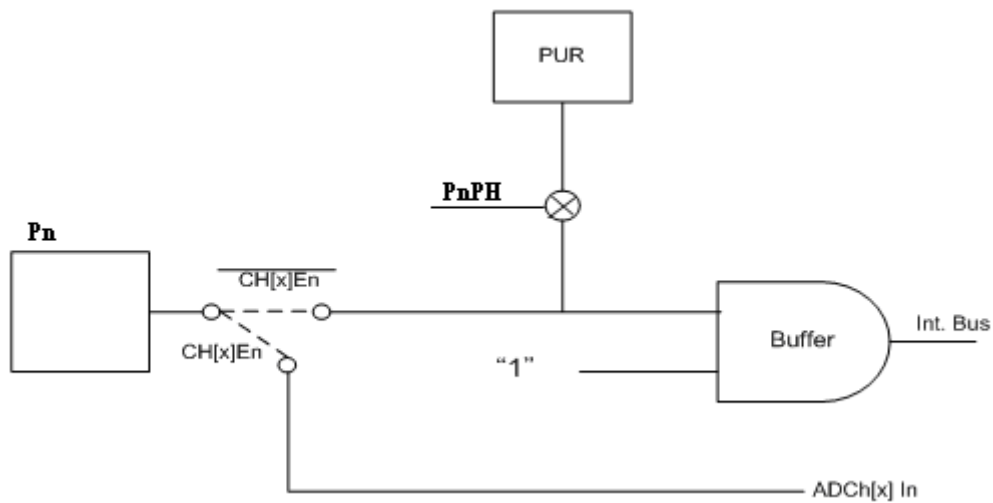 PUR
PnPH
Pn
CH[x]En
CH[x]En
"1"
Buffer
Int. Bus
ADCh[x] In